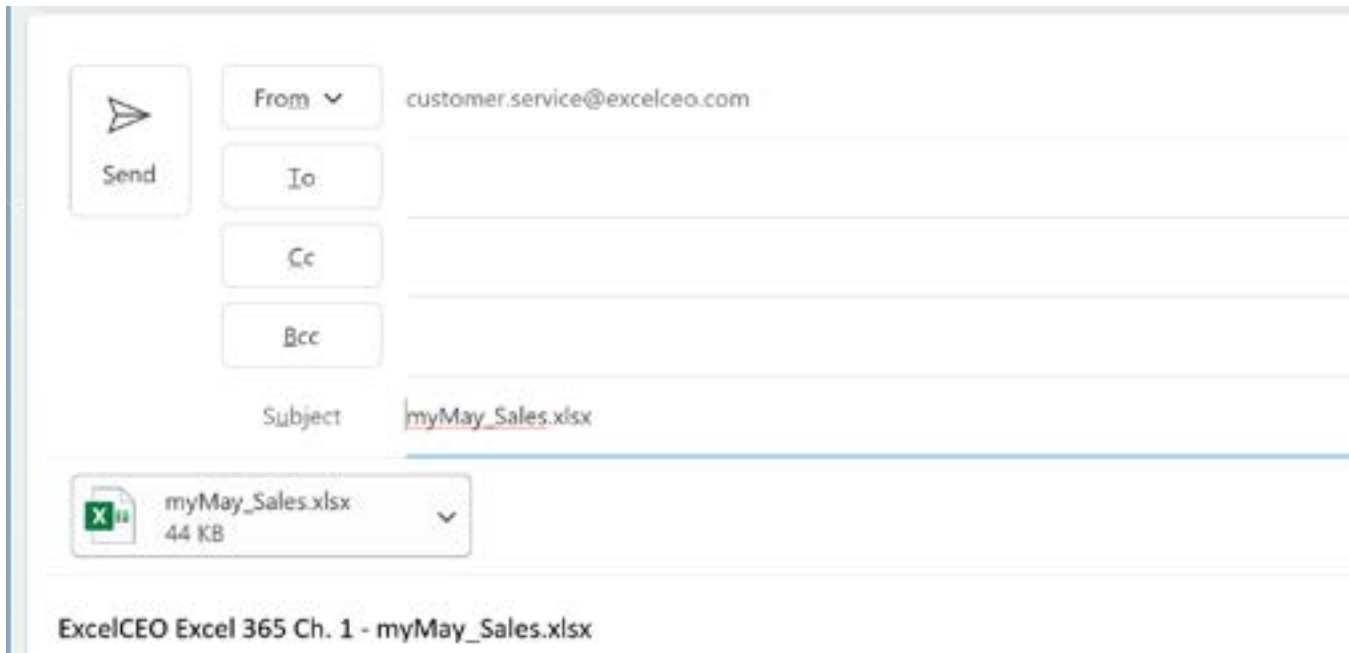 From customer.service@excelceo.com
Send
To
Cc
Bcc
Subject myMay_Sales.xlsx
myMay_Sales.xlsx
44 KB
ExcelCEO Excel 365 Ch. 1 - myMay_Sales.xlsx